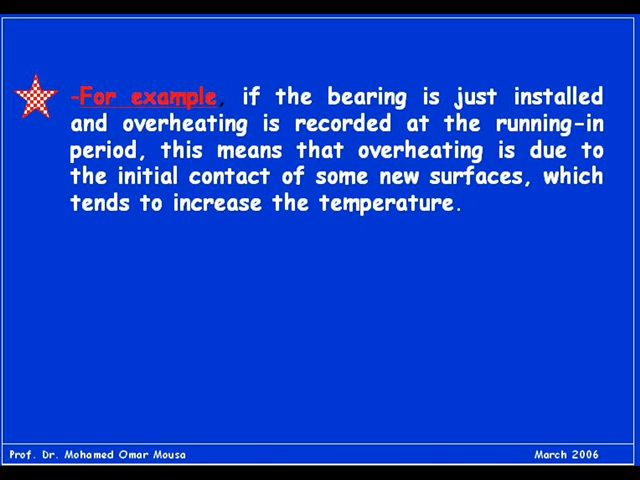 -For example, if the bearing is just installed
and overheating is recorded at the running-in
period, this means that overheating is due to
the initial contact of some new surfaces, which
tends to increase the temperature.
Prof. Dr. Mohamed Omar Mousa March 2006